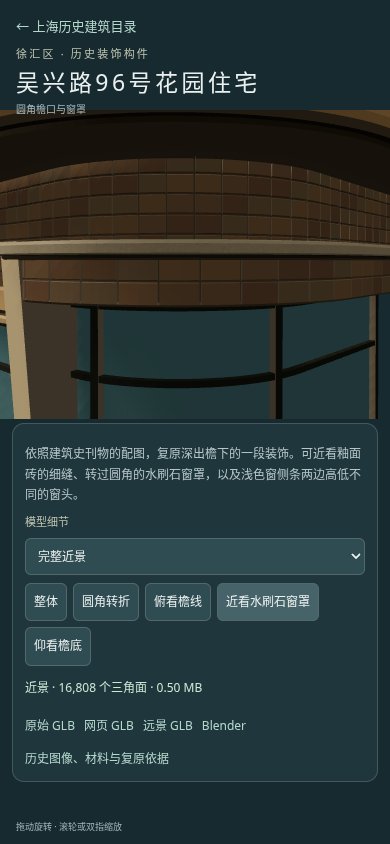 ← 上海历史建筑目录
徐汇区 · 历史装饰构件
吴兴路96号花园住宅
圆角檐口与窗罩
依照建筑史刊物的配图，复原深出檐下的一段装饰。可近看釉面
砖的细缝、转过圆角的水刷石窗罩，以及浅色窗侧条两边高低不
同的窗头。
模型细节
完整近景
整体 圆角转折 俯看檐线 近看水刷石窗罩
仰看檐底
近景 · 16,808 个三角面 · 0.50 MB
原始 GLB 网页 GLB 远景 GLB Blender
历史图像、材料与复原依据
拖动旋转 · 滚轮或双指缩放